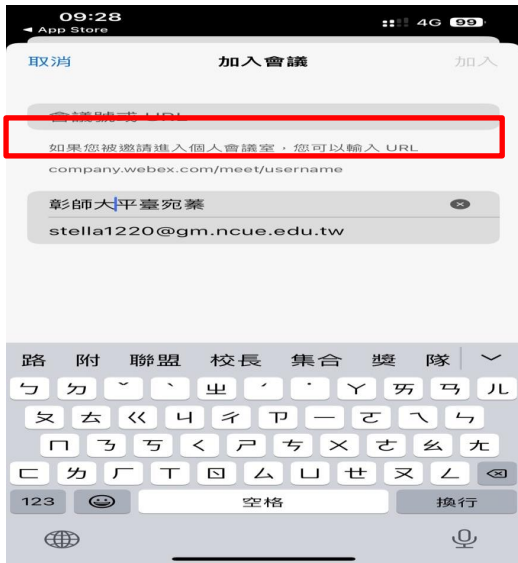 09:28
4G 99
App Store
取消 加入會議 加入
會議號或 URL
如果您被邀請進入個人會議室，您可以輸入 URL
company.webex.com/meet/username
彰師大平臺宛蓁
stella1220@gm.ncue.edu.tw
路 附 聯盟 校長 集合 獎 隊
ㄅ ㄉ ˇ ˋ ㄓ ˊ ˙ ㄚ ㄞ ㄢ ㄦ
ㄆ ㄊ ㄍ ㄐ ㄔ ㄗ ㄧ ㄛ ㄟ ㄣ
ㄇ ㄋ ㄎ ㄑ ㄕ ㄘ ㄨ ㄜ ㄠ ㄤ
ㄈ ㄌ ㄏ ㄒ ㄖ ㄙ ㄩ ㄝ ㄡ ㄥ
123 空格 換行